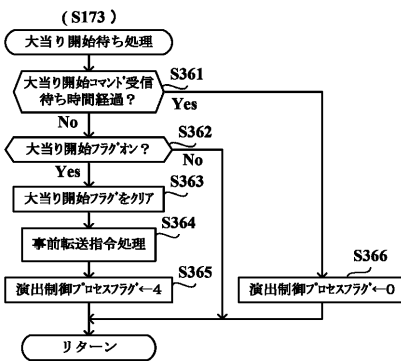 (S173)
大当り開始待ち処理
大当り開始コマンド受信
待ち時間経過？
S361
Yes
No
大当り開始フラグオン？
S362
No
Yes
大当り開始フラグをクリア
S363
事前転送指令処理
S364
演出制御プロセスフラグ←4
S365
演出制御プロセスフラグ←0
S366
リターン